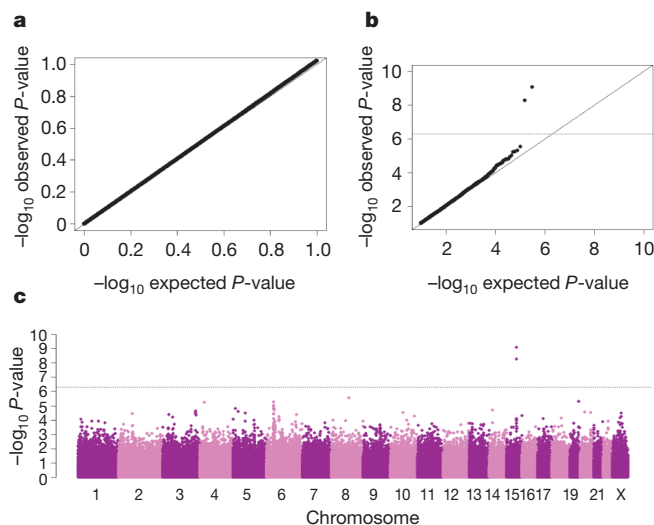 a
b
−log10 observed P-value
1.0
0.8
0.6
0.4
0.2
0
0 0.2 0.4 0.6 0.8 1.0
−log10 expected P-value
−log10 observed P-value
10
8
6
4
2
2 4 6 8 10
−log10 expected P-value
c
−log10 P-value
10
9
8
7
6
5
4
3
2
1
0
1 2 3 4 5 6 7 8 9 10 11 12 13 14 15 16 17 19 21 X
Chromosome